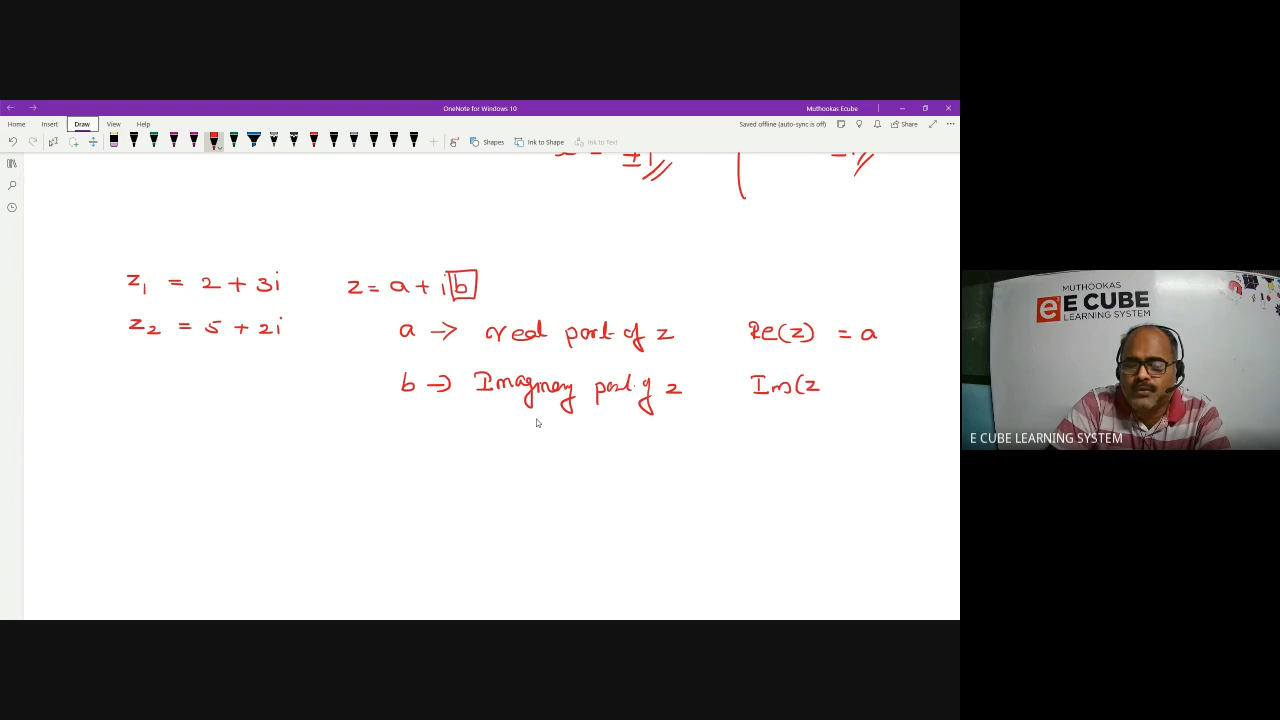 OneNote for Windows 10
Muthookas Ecube
Home Insert Draw View Help
Saved offline (auto-sync is off) Share
Shapes Ink to Shape Ink to Text
z₁ = 2 + 3i
z = a + ib
z₂ = 5 + 2i
a → real part of z Re(z) = a
b → Imaginary part of z Im(z
MUTHOOKAS
e E CUBE
LEARNING SYSTEM
E CUBE LEARNING SYSTEM